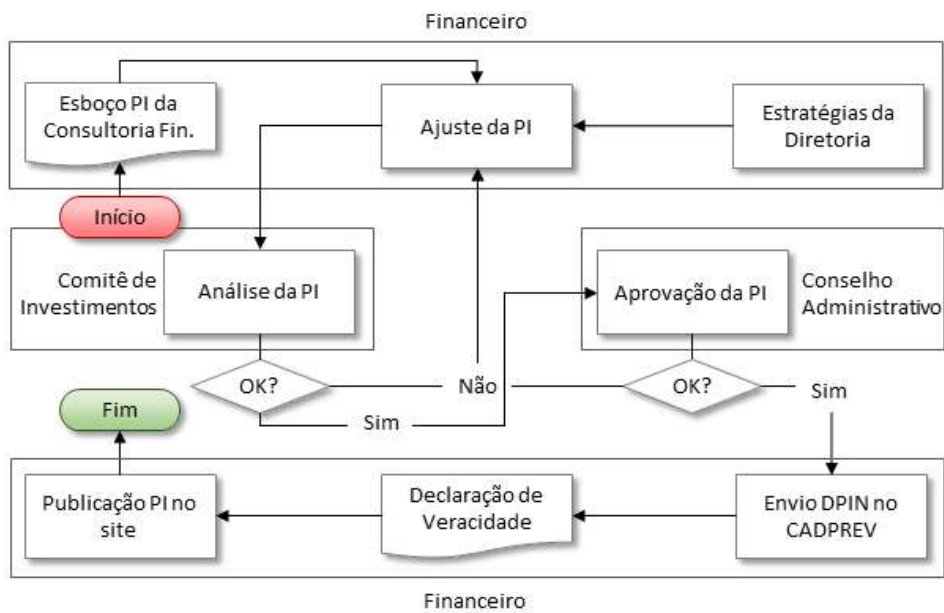 Financeiro
Esboço PI da
Consultoria Fin.
Ajuste da PI
Estratégias da
Diretoria
Início
Comitê de
Investimentos
Análise da PI
Aprovação da PI
Conselho
Administrativo
OK?
Não
OK?
Sim
Sim
Fim
Publicação PI no
site
Declaração de
Veracidade
Envio DPIN no
CADPREV
Financeiro